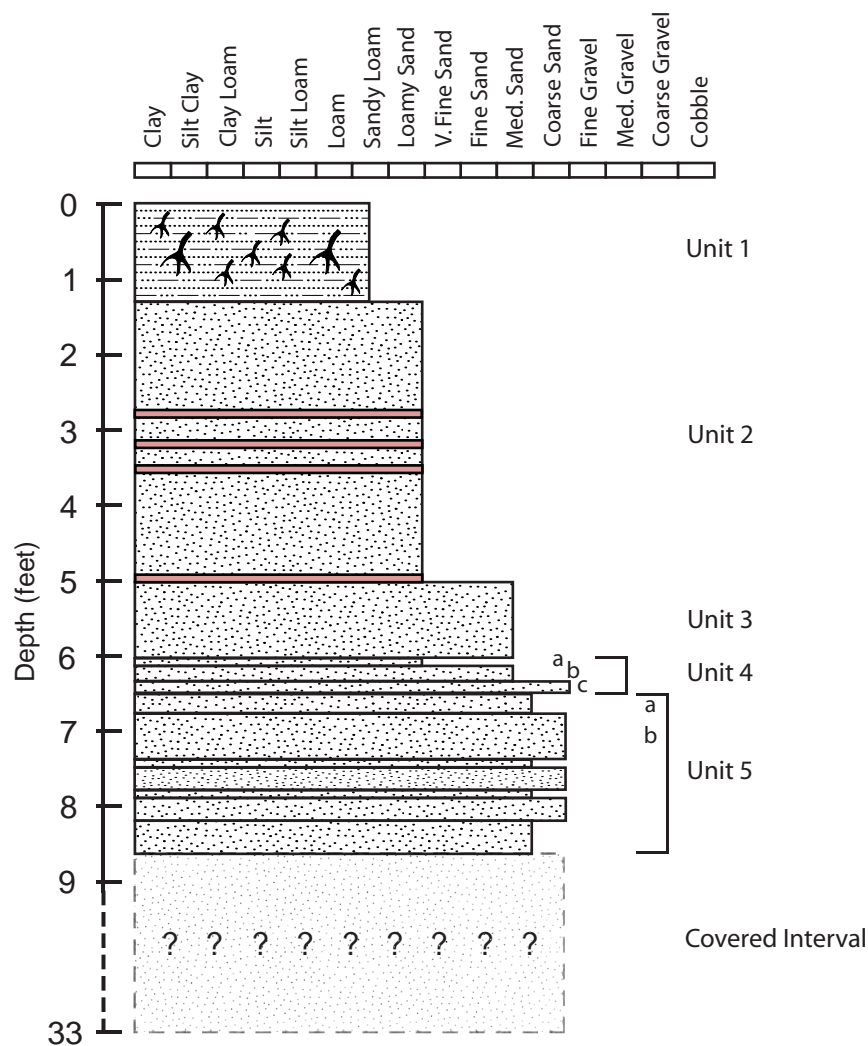 Clay
Silt Clay
Clay Loam
Silt
Silt Loam
Loam
Sandy Loam
Loamy Sand
V. Fine Sand
Fine Sand
Med. Sand
Coarse Sand
Fine Gravel
Med. Gravel
Coarse Gravel
Cobble
Depth (feet)
0
1
2
3
4
5
6
7
8
9
33
Unit 1
Unit 2
Unit 3
a
b
c
Unit 4
a
b
Unit 5
? ? ? ? ? ? ? ? ?
Covered Interval